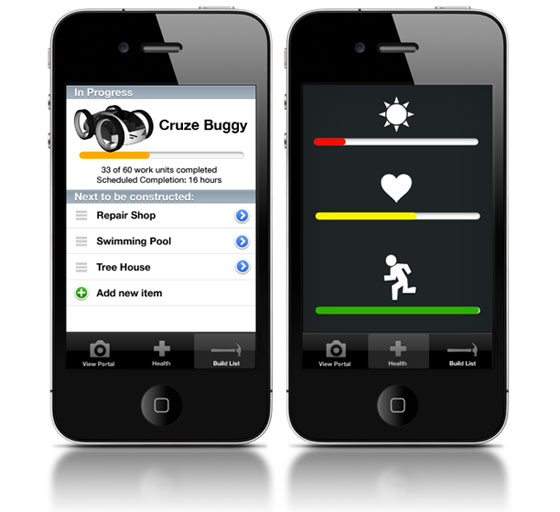 In Progress
Cruze Buggy
33 of 60 work units completed
Scheduled Completion: 16 hours
Next to be constructed:
Repair Shop
Swimming Pool
Tree House
Add new item
View Portal
Health
Build List
View Portal
Health
Build List